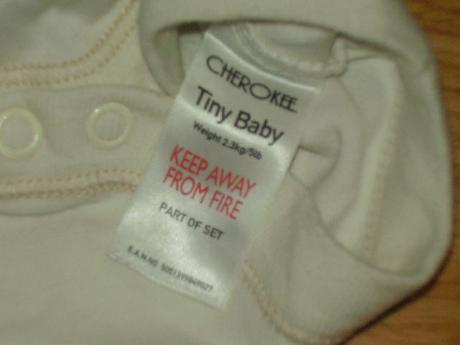 CHEROKEE
Tiny Baby
Weight 2.3kg/5lb
KEEP AWAY
FROM FIRE
PART OF SET
E.A.N.NO